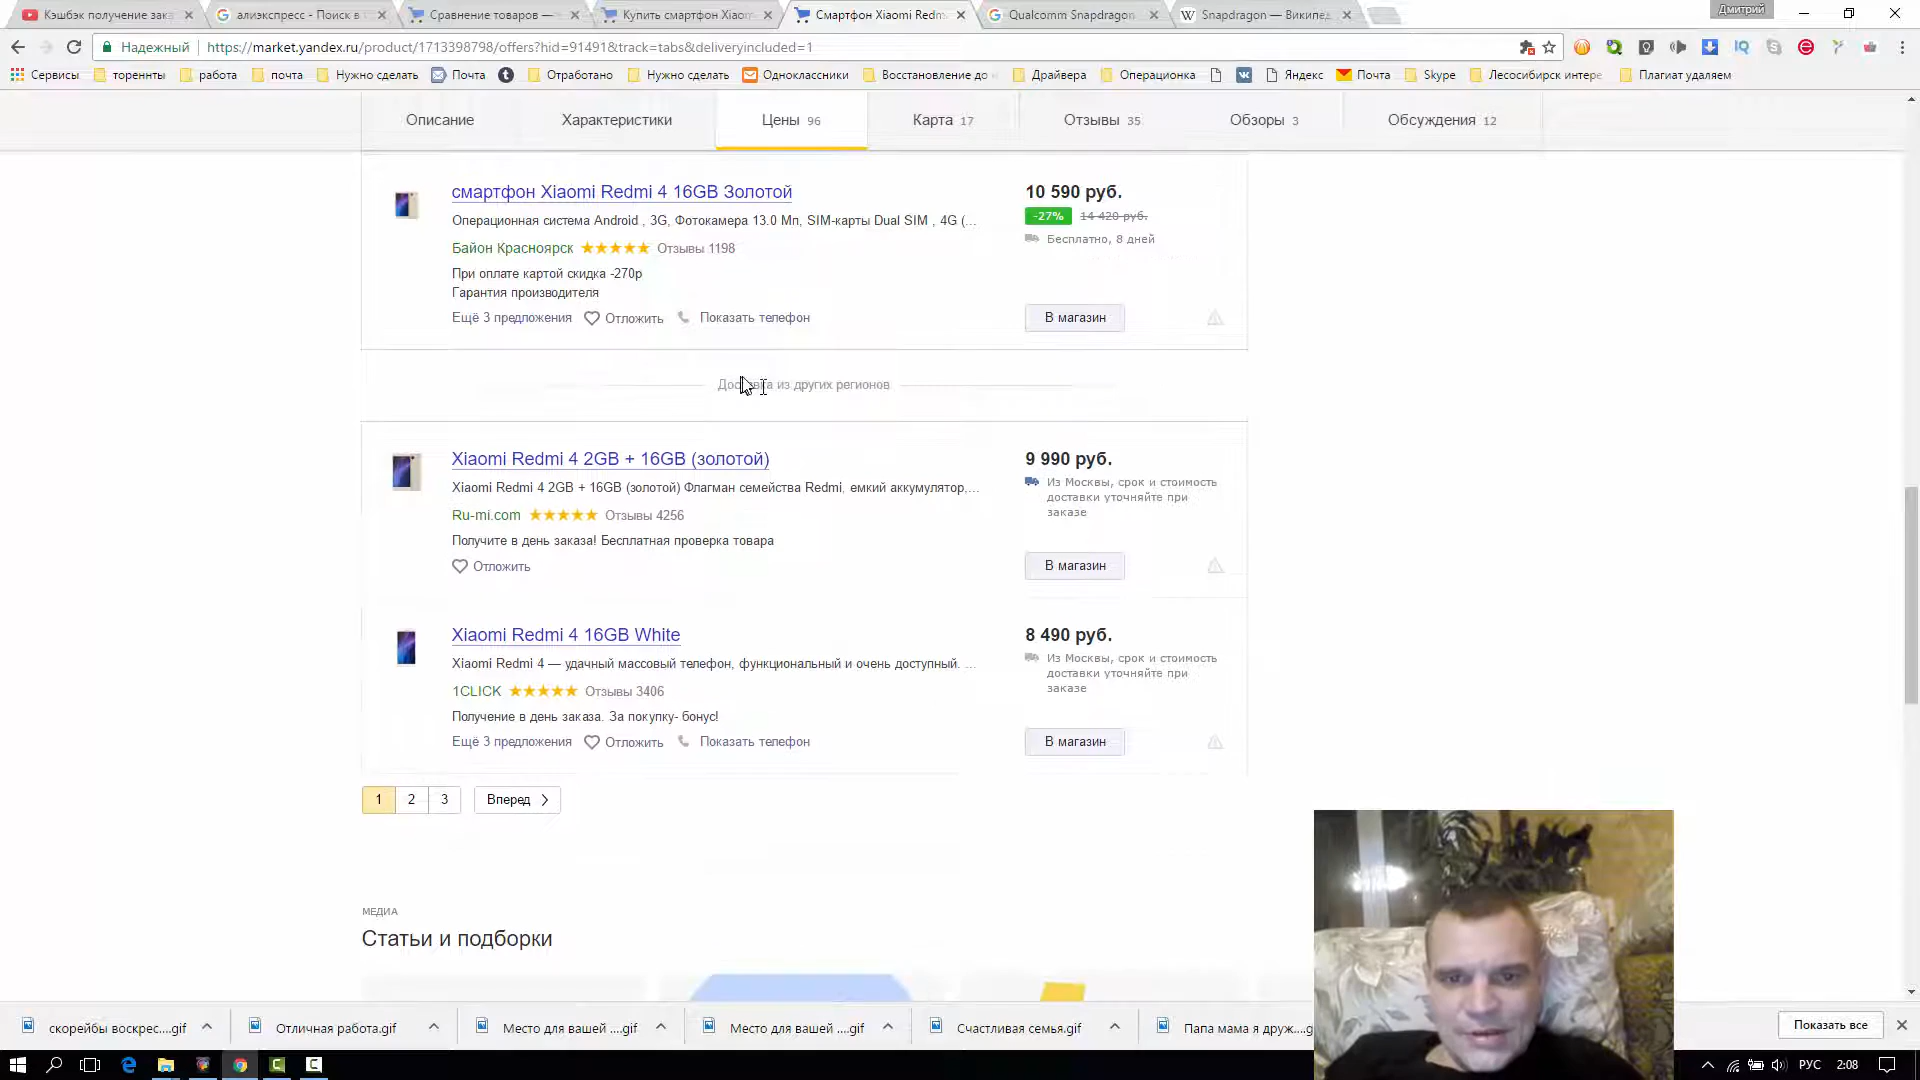 Кэшбэк получение зака
алиэкспресс - Поиск в
Сравнение товаров —
Купить смартфон Xiaom
Смартфон Xiaomi Redm
Qualcomm Snapdragon
Snapdragon — Википед
Дмитрий
Надежный
https://market.yandex.ru/product/1713398798/offers?hid=91491&track=tabs&deliveryincluded=1
Сервисы
тореннты
работа
почта
Нужно сделать
Почта
Отработано
Нужно сделать
Одноклассники
Восстановление до
Драйвера
Операционка
Яндекс
Почта
Skype
Лесосибирск интере
Плагиат удаляем
Описание
Характеристики
Цены 96
Карта 17
Отзывы 35
Обзоры 3
Обсуждения 12
смартфон Xiaomi Redmi 4 16GB Золотой
Операционная система Android , 3G, Фотокамера 13.0 Мп, SIM-карты Dual SIM , 4G (...
Байон Красноярск
Отзывы 1198
При оплате картой скидка -270р
Гарантия производителя
Ещё 3 предложения
Отложить
Показать телефон
10 590 руб.
-27% 14 420 руб.
Бесплатно, 8 дней
В магазин
Доставка из других регионов
Xiaomi Redmi 4 2GB + 16GB (золотой)
Xiaomi Redmi 4 2GB + 16GB (золотой) Флагман семейства Redmi, емкий аккумулятор,...
Ru-mi.com
Отзывы 4256
Получите в день заказа! Бесплатная проверка товара
Отложить
9 990 руб.
Из Москвы, срок и стоимость
доставки уточняйте при
заказе
В магазин
Xiaomi Redmi 4 16GB White
Xiaomi Redmi 4 — удачный массовый телефон, функциональный и очень доступный. ...
1CLICK
Отзывы 3406
Получение в день заказа. За покупку- бонус!
Ещё 3 предложения
Отложить
Показать телефон
8 490 руб.
Из Москвы, срок и стоимость
доставки уточняйте при
заказе
В магазин
1
2
3
Вперед
МЕДИА
Статьи и подборки
скорейбы воскрес....gif
Отличная работа.gif
Место для вашей ....gif
Место для вашей ....gif
Счастливая семья.gif
Папа мама я друж....g
Показать все
РУС
2:08